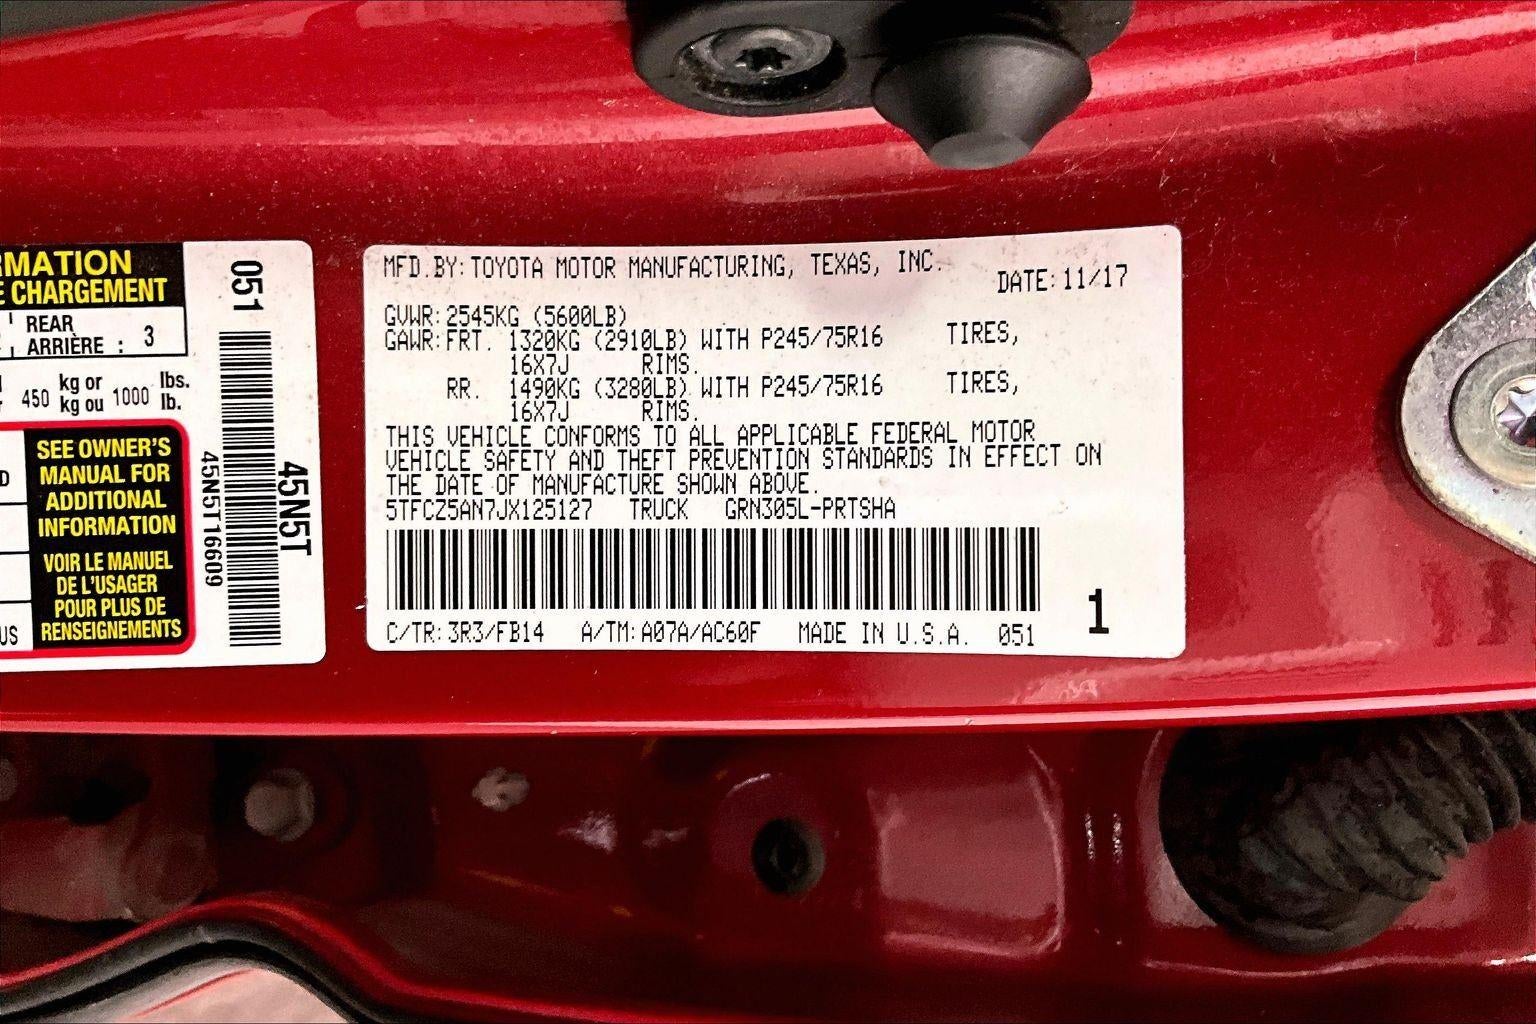 RMATION
E CHARGEMENT
REAR
ARRIÈRE : 3
450 kg or 1000 lbs.
kg ou lb.
SEE OWNER'S
MANUAL FOR
ADDITIONAL
INFORMATION
VOIR LE MANUEL
DE L'USAGER
POUR PLUS DE
RENSEIGNEMENTS
US
051
45N5T16609
45N5T
MFD.BY:TOYOTA MOTOR MANUFACTURING, TEXAS, INC.
DATE:11/17
GVWR:2545KG (5600LB)
GAWR:FRT. 1320KG (2910LB) WITH P245/75R16 TIRES,
16X7J RIMS.
RR. 1490KG (3280LB) WITH P245/75R16 TIRES,
16X7J RIMS.
THIS VEHICLE CONFORMS TO ALL APPLICABLE FEDERAL MOTOR
VEHICLE SAFETY AND THEFT PREVENTION STANDARDS IN EFFECT ON
THE DATE OF MANUFACTURE SHOWN ABOVE.
5TFCZ5AN7JX125127 TRUCK GRN305L-PRTSHA
C/TR:3R3/FB14 A/TM:A07A/AC60F MADE IN U.S.A. 051
1